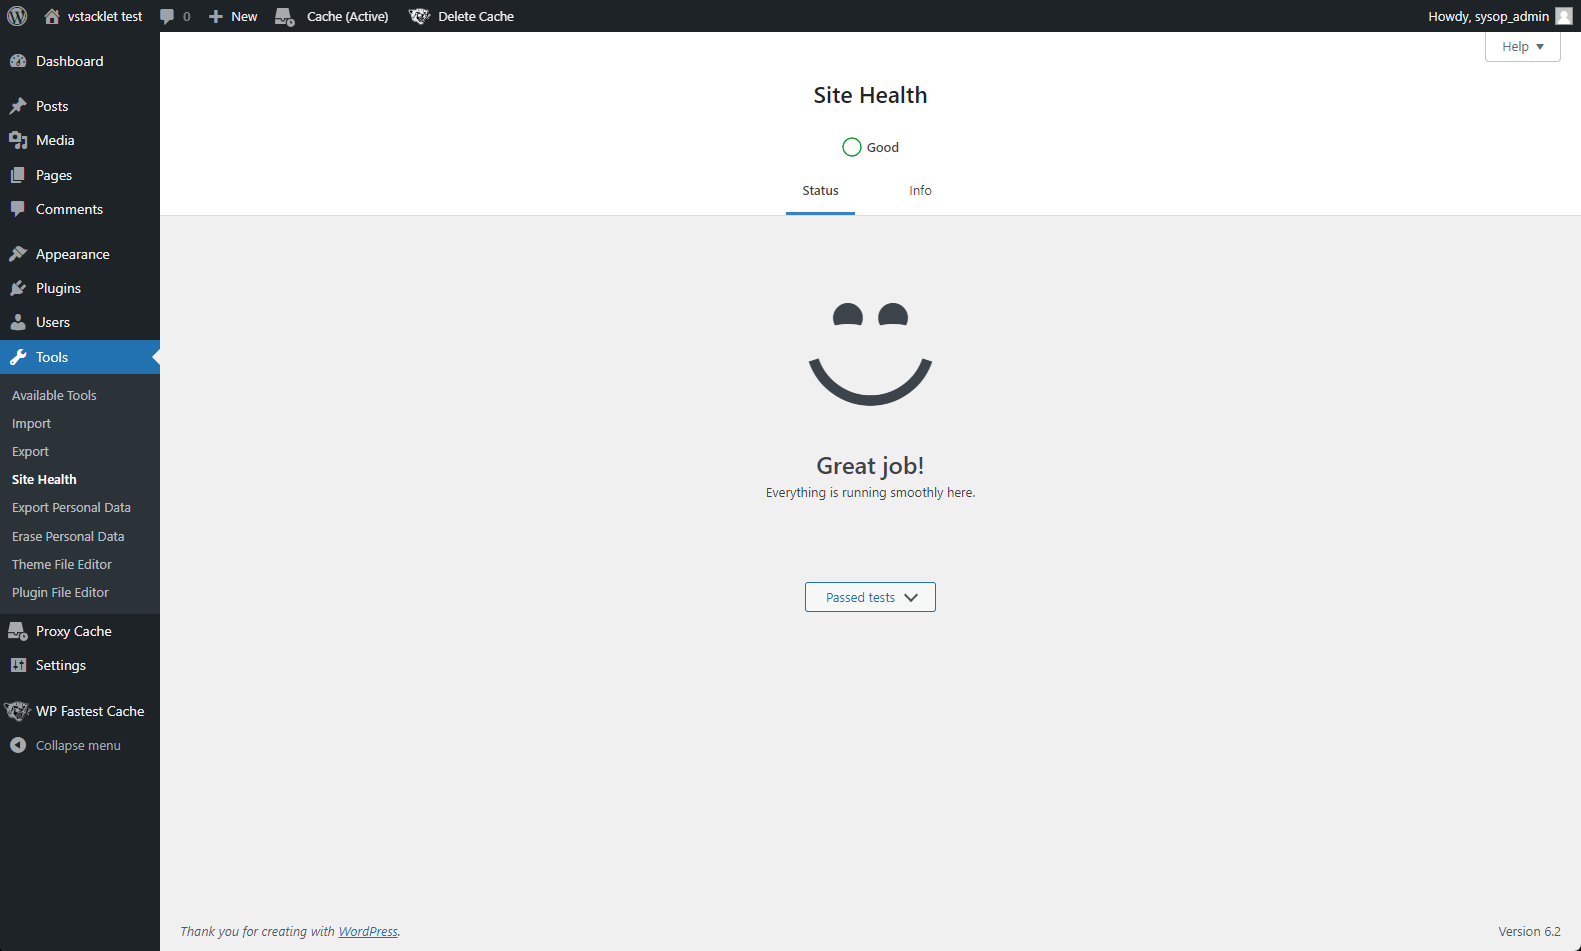 vstacklet test 0 New Cache (Active) Delete Cache Howdy, sysop_admin
Help
Dashboard
Posts
Media
Pages
Comments
Appearance
Plugins
Users
Tools
Available Tools
Import
Export
Site Health
Export Personal Data
Erase Personal Data
Theme File Editor
Plugin File Editor
Proxy Cache
Settings
WP Fastest Cache
Collapse menu
Site Health
Good
Status Info
Great job!
Everything is running smoothly here.
Passed tests
Thank you for creating with WordPress. Version 6.2